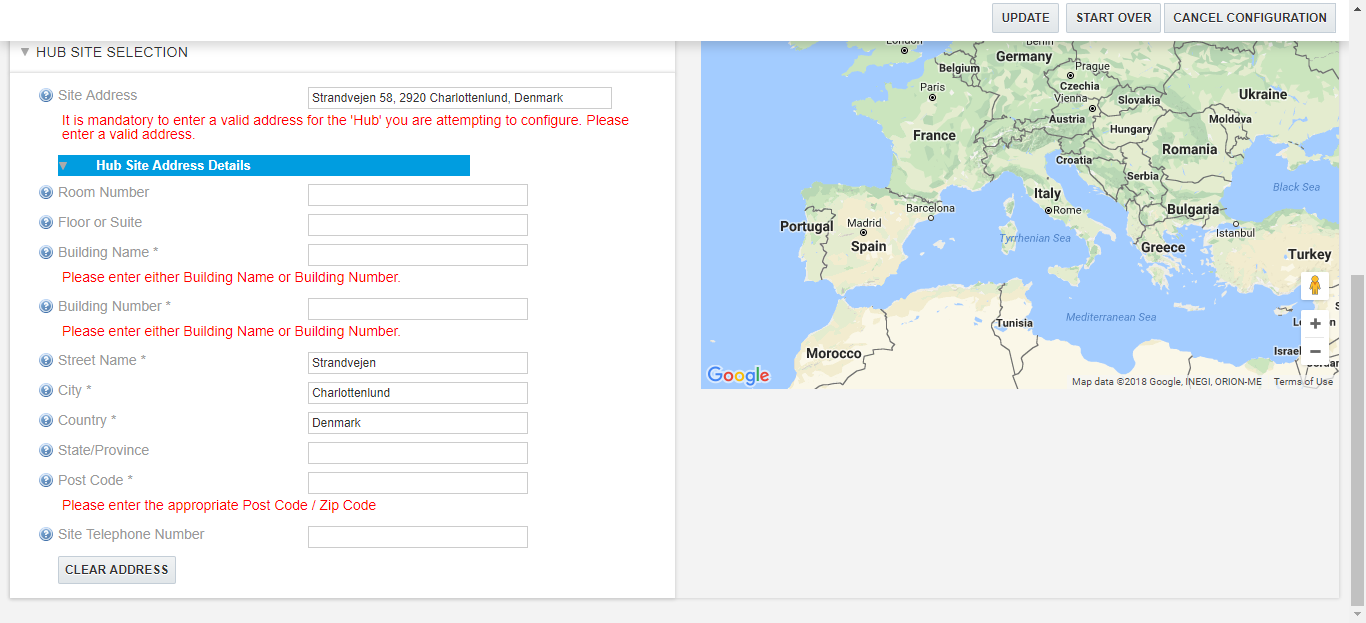 UPDATE START OVER CANCEL CONFIGURATION
HUB SITE SELECTION
Site Address
Strandvejen 58, 2920 Charlottenlund, Denmark
It is mandatory to enter a valid address for the 'Hub' you are attempting to configure. Please
enter a valid address.
Hub Site Address Details
Room Number
Floor or Suite
Building Name *
Please enter either Building Name or Building Number.
Building Number *
Please enter either Building Name or Building Number.
Street Name *
Strandvejen
City *
Charlottenlund
Country *
Denmark
State/Province
Post Code *
Please enter the appropriate Post Code / Zip Code
Site Telephone Number
CLEAR ADDRESS
London
Berlin
Germany
Belgium
Prague
Czechia
Paris
Vienna
Slovakia
Ukraine
Austria
Moldova
France
Hungary
Romania
Croatia
Serbia
Black Sea
Italy
Barcelona
Rome
Bulgaria
Portugal
Madrid
Istanbul
Spain
Tyrrhenian Sea
Greece
Turkey
Tunisia
Mediterranean Sea
Israel
Morocco
Google
Map data ©2018 Google, INEGI, ORION-ME Terms of Use